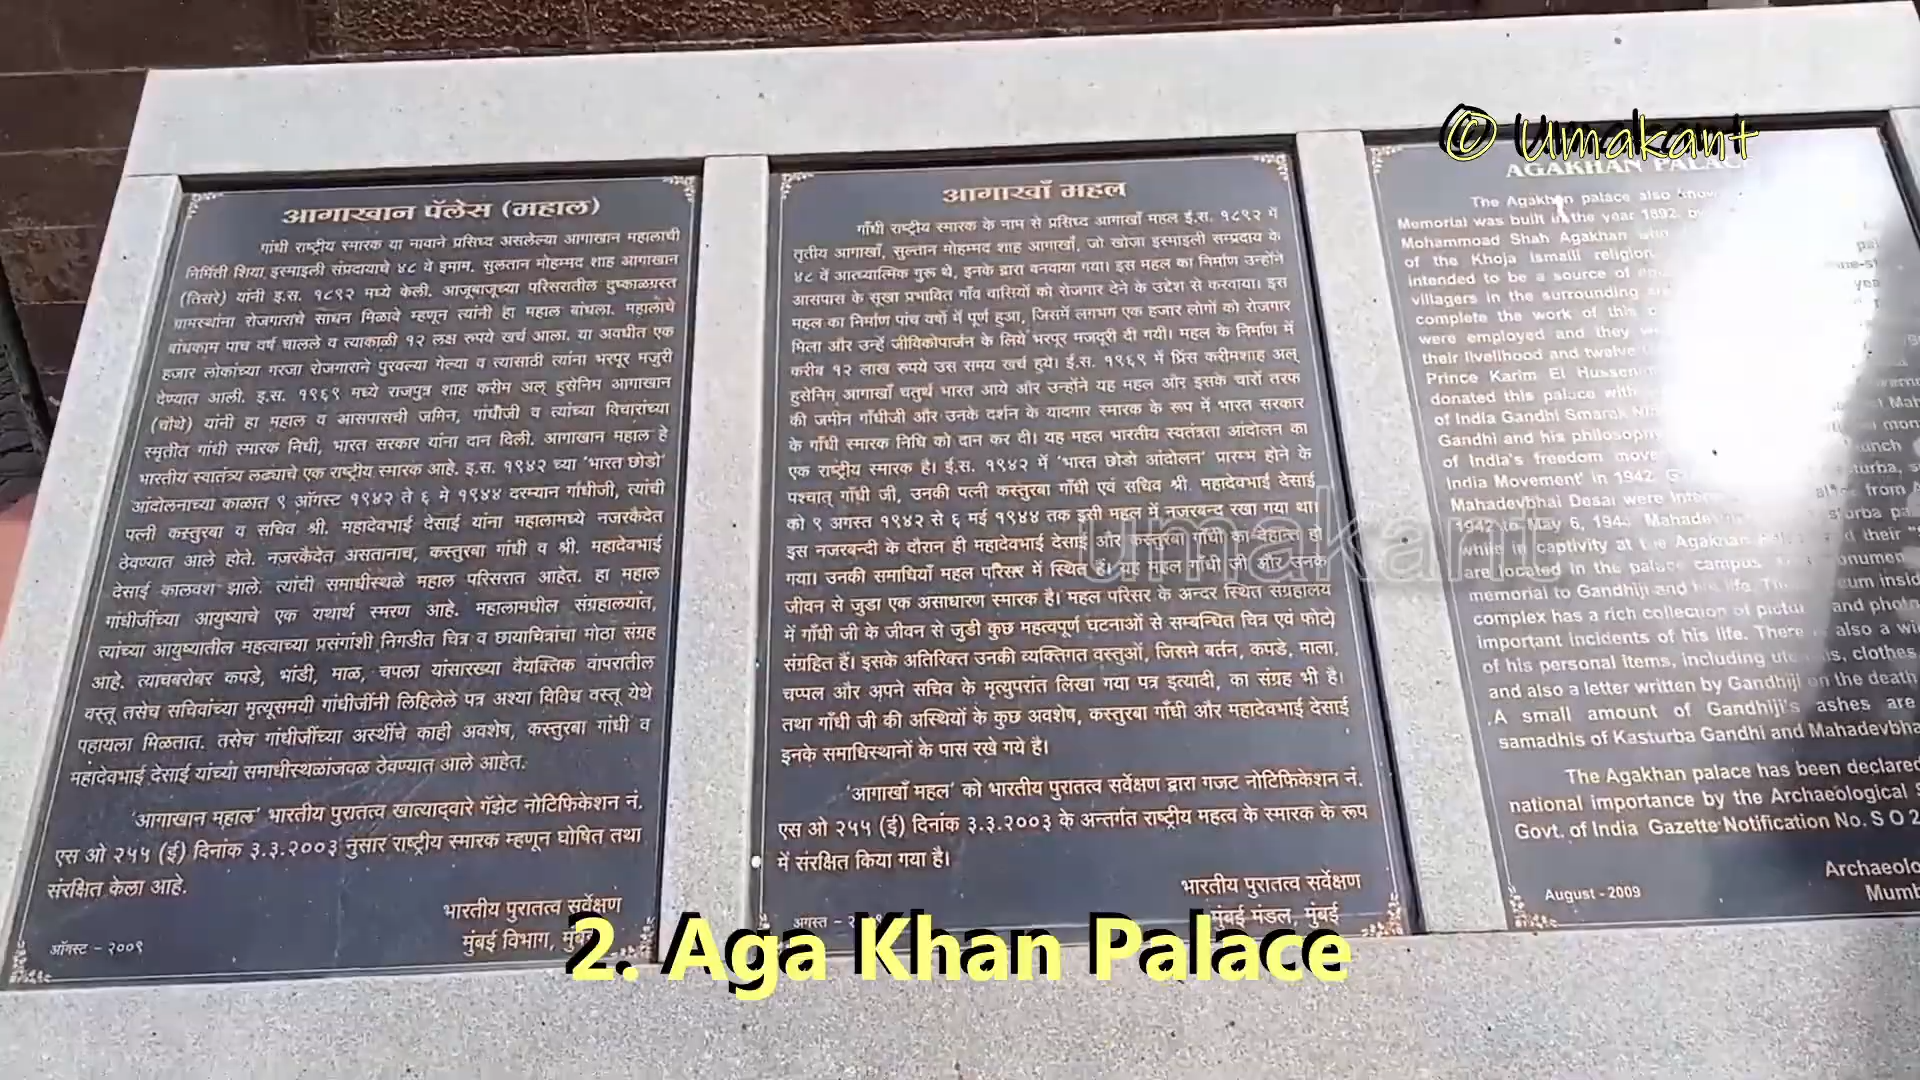 © Umakant
आगाखान पॅलेस (महाल)
गांधी राष्ट्रीय स्मारक या नावाने प्रसिध्द असलेल्या आगाखान महालाची
निर्मिती शिया इस्माइली संप्रदायाचे ४८ वे इमाम. सुलतान मोहम्मद शाह आगाखान
(तिसरे) यांनी इ.स. १८९२ मध्ये केली. आजूबाजूच्या परिसरातील दुष्काळग्रस्त
ग्रामस्थांना रोजगाराचे साधन मिळावे म्हणून त्यांनी हा महाल बांधला. महालाचे
बांधकाम पाच वर्ष चालले व त्याकाळी १२ लक्ष रुपये खर्च आला. या अवधीत एक
हजार लोकांच्या गरजा रोजगाराने पुरवल्या गेल्या व त्यासाठी त्यांना भरपूर मजुरी
देण्यात आली. इ.स. १९६९ मध्ये राजपुत्र शाह करीम अल् हुसेनिम आगाखान
(चौथे) यांनी हा महाल व आसपासची जमिन, गांधीजी व त्यांच्या विचारांच्या
स्मृतीत गांधी स्मारक निधी, भारत सरकार यांना दान दिली. आगाखान महाल हे
भारतीय स्वातंत्र्य लढ्याचे एक राष्ट्रीय स्मारक आहे. इ.स. १९४२ च्या 'भारत छोडो'
आंदोलनाच्या काळात ९ ऑगस्ट १९४२ ते ६ मे १९४४ दरम्यान गांधीजी, त्यांची
पत्नी कस्तुरबा व सचिव श्री. महादेवभाई देसाई यांना महालामध्ये नजरकैदेत
ठेवण्यात आले होते. नजरकैदेत असतानाच, कस्तुरबा गांधी व श्री. महादेवभाई
देसाई कालवश झाले. त्यांची समाधीस्थळे महाल परिसरात आहेत. हा महाल
गांधीजींच्या आयुष्याचे एक यथार्थ स्मरण आहे. महालामधील संग्रहालयांत,
त्यांच्या आयुष्यातील महत्वाच्या प्रसंगांशी निगडीत चित्र व छायाचित्रांचा मोठा संग्रह
आहे. त्याचबरोबर कपडे, भांडी, माळ, चपला यांसारख्या वैयक्तिक वापरातील
वस्तू तसेच सचिवांच्या मृत्यूसमयी गांधीजींनी लिहिलेले पत्र अश्या विविध वस्तू येथे
पहायला मिळतात. तसेच गांधीजींच्या अस्थींचे काही अवशेष, कस्तुरबा गांधी व
महादेवभाई देसाई यांच्या समाधीस्थळांजवळ ठेवण्यात आले आहेत.
'आगाखान महाल' भारतीय पुरातत्व खात्याद्वारे गॅझेट नोटिफिकेशन नं.
एस ओ २५५ (ई) दिनांक ३.३.२००३ नुसार राष्ट्रीय स्मारक म्हणून घोषित तथा
संरक्षित केला आहे.
भारतीय पुरातत्व सर्वेक्षण
मुंबई विभाग,
ऑगस्ट - २००९
आगाखाँ महल
गाँधी राष्ट्रीय स्मारक के नाम से प्रसिध्द आगाखाँ महल ई.स. १८९२ में
तृतीय आगाखाँ, सुल्तान मोहम्मद शाह आगाखाँ, जो खोजा इस्माइली सम्प्रदाय के
४८ वें आत्ध्यात्मिक गुरू थे, इनके द्वारा बनवाया गया। इस महल का निर्माण उन्होंने
आसपास के सूखा प्रभावित गाँव वासियों को रोजगार देने के उद्देश से करवाया। इस
महल का निर्माण पांच वर्षो में पूर्ण हुआ, जिसमें लगभग एक हजार लोगों को रोजगार
मिला और उन्हें जीविकोपार्जन के लिये भरपूर मजदूरी दी गयी। महल के निर्माण में
करीब १२ लाख रुपये उस समय खर्च हुये। ई.स. १९६९ में प्रिंस करीमशाह अल्
हुसेनिम आगाखाँ चतुर्थ भारत आये और उन्होंने यह महल और इसके चारों तरफ
की जमीन गाँधीजी और उनके दर्शन के यादगार स्मारक के रूप में भारत सरकार
के गाँधी स्मारक निधि को दान कर दी। यह महल भारतीय स्वतंत्रता आंदोलन का
एक राष्ट्रीय स्मारक है। ई.स. १९४२ में 'भारत छोडो आंदोलन' प्रारम्भ होने के
पश्चात् गाँधी जी, उनकी पत्नी कस्तुरबा गाँधी एवं सचिव श्री. महादेवभाई देसाई
को ९ अगस्त १९४२ से ६ मई १९४४ तक इसी महल में नजरबन्द रखा गया था।
इस नजरबन्दी के दौरान ही महादेवभाई देसाई और कस्तुरबा गाँधी का देहान्त हो
गया। उनकी समाधियाँ महल परिसर में स्थित हैं। यह महल गाँधी जी और उनके
जीवन से जुडा एक असाधारण स्मारक है। महल परिसर के अन्दर स्थित संग्रहालय
में गाँधी जी के जीवन से जुडी कुछ महत्वपूर्ण घटनाओं से सम्बन्धित चित्र एवं फोटो
संग्रहित हैं। इसके अतिरिक्त उनकी व्यक्तिगत वस्तुओं, जिसमे बर्तन, कपडे, माला,
चप्पल और अपने सचिव के मृत्युपरांत लिखा गया पत्र इत्यादी, का संग्रह भी है।
तथा गाँधी जी की अस्थियों के कुछ अवशेष, कस्तुरबा गाँधी और महादेवभाई देसाई
इनके समाधिस्थानों के पास रखे गये है।
'आगाखाँ महल' को भारतीय पुरातत्व सर्वेक्षण द्वारा गजट नोटिफिकेशन नं.
एस ओ २५५ (ई) दिनांक ३.३.२००३ के अन्तर्गत राष्ट्रीय महत्व के स्मारक के रूप
में संरक्षित किया गया है।
भारतीय पुरातत्व सर्वेक्षण
मुंबई मंडल, मुंबई
अगस्त -
AGAKHAN PALACE
The Agakhan palace also
Memorial was built in the year 1892, by
Mohammoad Shah Agakhan
of the Khoja Ismaili religion
intended to be a source of
villagers in the surrounding
complete the work of this
were employed and they
their livelihood and twelve
Prince Karim El
donated this palace with
of India Gandhi Smarak
Gandhi and his philosophy
of India's freedom
India Movement' in 1942,
Mahadevbhai Desai were
1942 to May 6, 1944.
while in captivity at the Agakhan and their
are located in the palace campus.
memorial to Gandhiji and his life. insid
complex has a rich collection of and
important incidents of his life. There also a
of his personal items, including clothes
and also a letter written by Gandhiji on the death
A small amount of Gandhiji's ashes are
samadhis of Kasturba Gandhi and
The Agakhan palace has been declared
national importance by the Archaeological
Govt. of India Gazette Notification No. S O
August - 2009
umakant
2. Aga Khan Palace